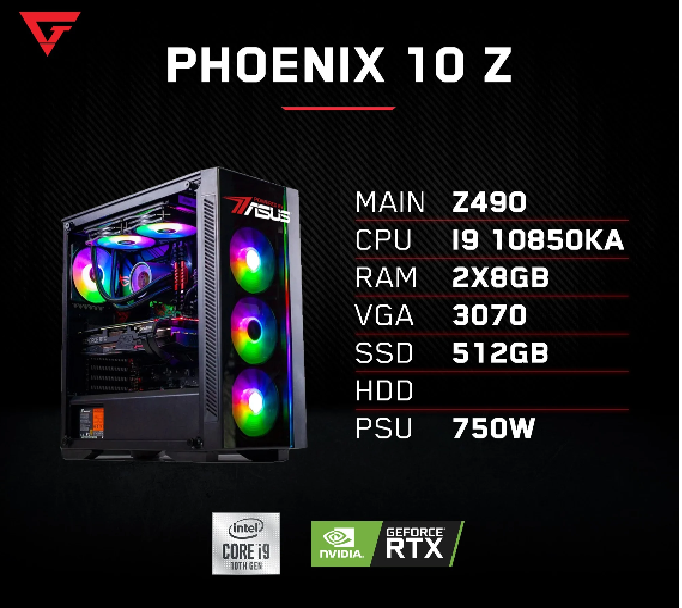 PHOENIX 10 Z
ASUS
MAIN Z490
CPU I9 10850KA
RAM 2X8GB
VGA 3070
SSD 512GB
HDD
PSU 750W
intel
CORE i9
10TH GEN
NVIDIA.
GEFORCE
RTX